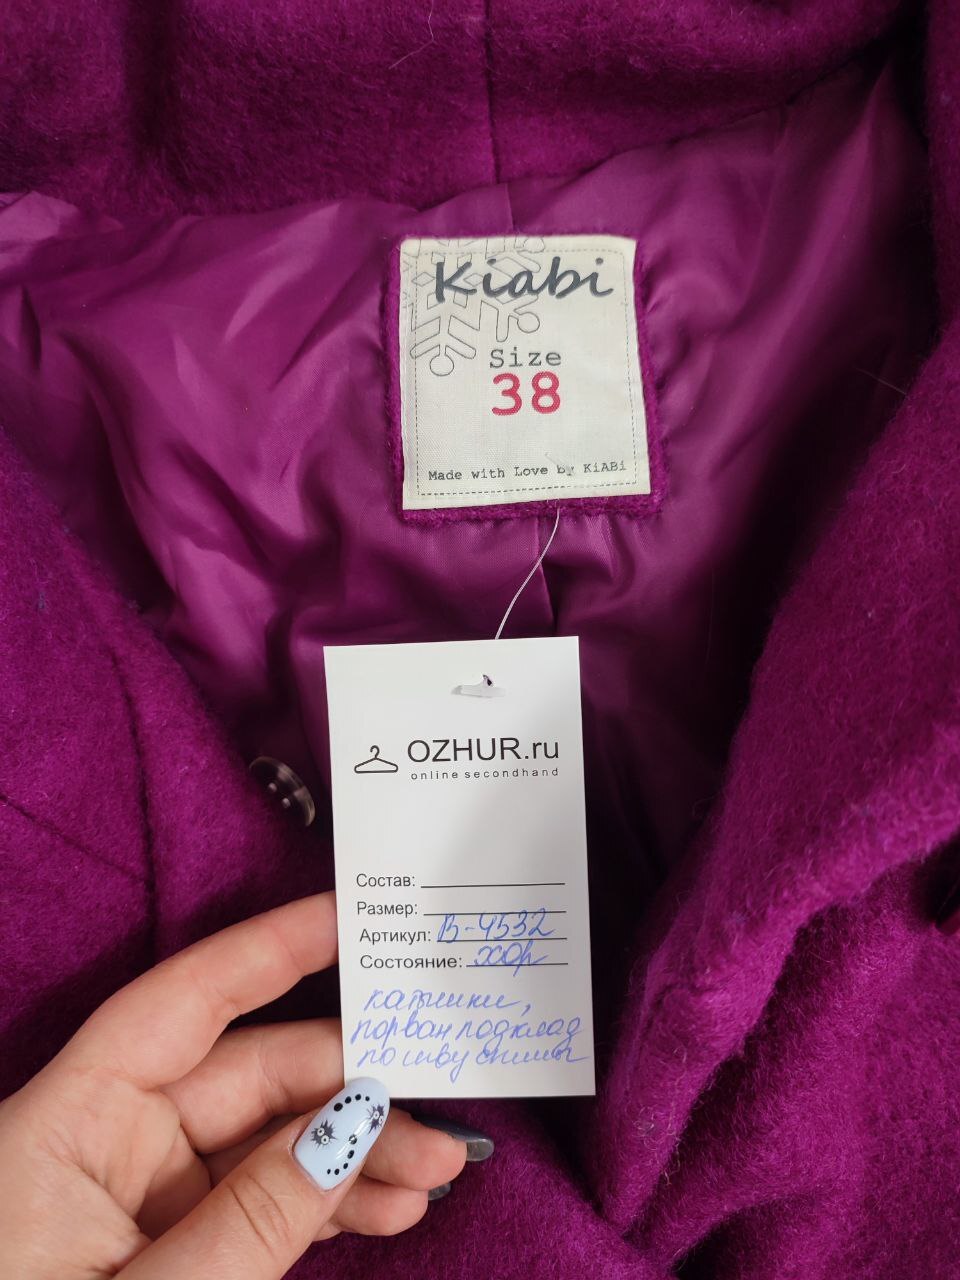 Kiabi
Size
38
Made with Love by KiABi
OZHUR.ru
online secondhand
Состав:
Размер:
Артикул: В-4532
Состояние: хор
катышки,
порван подклад
по шву спины